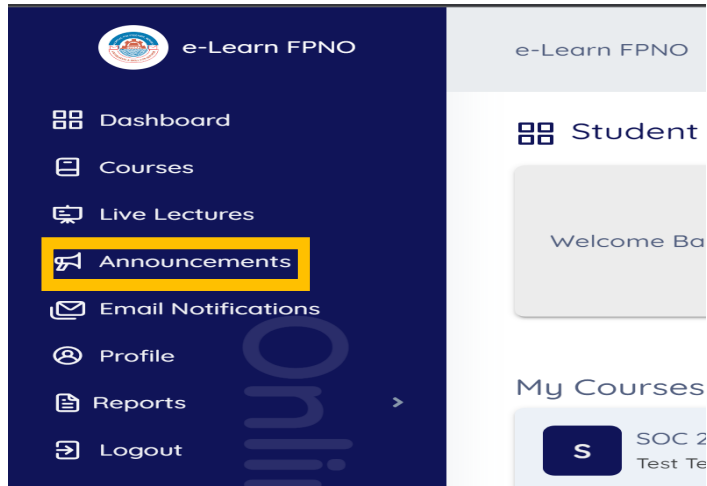 e-Learn FPNO
Dashboard
Courses
Live Lectures
Announcements
Email Notifications
Profile
Reports
Logout
e-Learn FPNO
Student
Welcome Ba
My Courses
S
SOC 2
Test Te